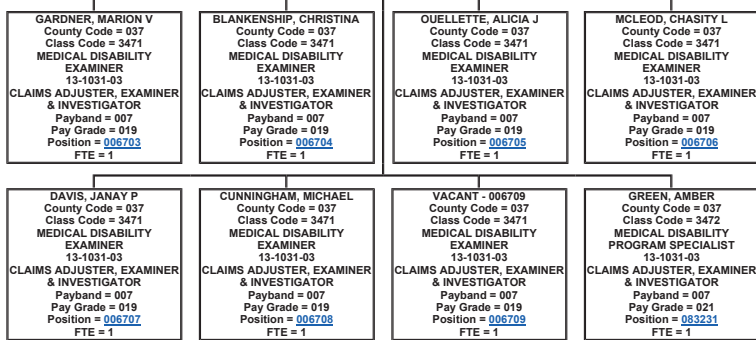 GARDNER, MARION V
County Code = 037
Class Code = 3471
MEDICAL DISABILITY
EXAMINER
13-1031-03
CLAIMS ADJUSTER, EXAMINER
& INVESTIGATOR
Payband = 007
Pay Grade = 019
Position = 006703
FTE = 1
BLANKENSHIP, CHRISTINA
County Code = 037
Class Code = 3471
MEDICAL DISABILITY
EXAMINER
13-1031-03
CLAIMS ADJUSTER, EXAMINER
& INVESTIGATOR
Payband = 007
Pay Grade = 019
Position = 006704
FTE = 1
OUELLETTE, ALICIA J
County Code = 037
Class Code = 3471
MEDICAL DISABILITY
EXAMINER
13-1031-03
CLAIMS ADJUSTER, EXAMINER
& INVESTIGATOR
Payband = 007
Pay Grade = 019
Position = 006705
FTE = 1
MCLEOD, CHASITY L
County Code = 037
Class Code = 3471
MEDICAL DISABILITY
EXAMINER
13-1031-03
CLAIMS ADJUSTER, EXAMINER
& INVESTIGATOR
Payband = 007
Pay Grade = 019
Position = 006706
FTE = 1
DAVIS, JANAY P
County Code = 037
Class Code = 3471
MEDICAL DISABILITY
EXAMINER
13-1031-03
CLAIMS ADJUSTER, EXAMINER
& INVESTIGATOR
Payband = 007
Pay Grade = 019
Position = 006707
FTE = 1
CUNNINGHAM, MICHAEL
County Code = 037
Class Code = 3471
MEDICAL DISABILITY
EXAMINER
13-1031-03
CLAIMS ADJUSTER, EXAMINER
& INVESTIGATOR
Payband = 007
Pay Grade = 019
Position = 006708
FTE = 1
VACANT - 006709
County Code = 037
Class Code = 3471
MEDICAL DISABILITY
EXAMINER
13-1031-03
CLAIMS ADJUSTER, EXAMINER
& INVESTIGATOR
Payband = 007
Pay Grade = 019
Position = 006709
FTE = 1
GREEN, AMBER
County Code = 037
Class Code = 3472
MEDICAL DISABILITY
PROGRAM SPECIALIST
13-1031-03
CLAIMS ADJUSTER, EXAMINER
& INVESTIGATOR
Payband = 007
Pay Grade = 021
Position = 083231
FTE = 1